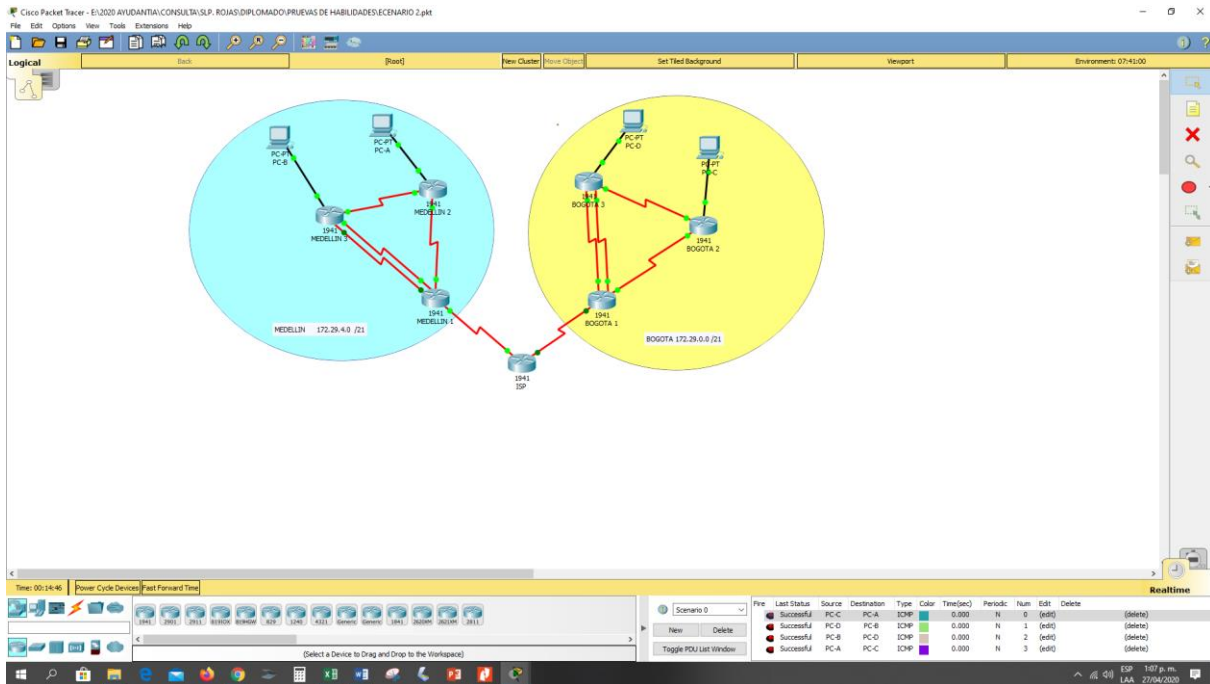 Cisco Packet Tracer - E:\2020 AYUDANTIA\CONSULTA\SLP. ROJAS\DIPLOMADO\PRUEVAS DE HABILIDADES\ECENARIO 2.pkt
File Edit Options View Tools Extensions Help
Logical Back [Root] New Cluster Move Object Set Tiled Background Viewport Environment: 07:41:00
PC-PT
PC-B
PC-PT
PC-A
1941
MEDELLIN 2
1941
MEDELLIN 3
1941
MEDELLIN 1
MEDELLIN 172.29.4.0 /21
PC-PT
PC-D
PC-PT
PC-C
1941
BOGOTA 3
1941
BOGOTA 2
1941
BOGOTA 1
BOGOTA 172.29.0.0 /21
1941
ISP
Time: 00:14:46 Power Cycle Devices Fast Forward Time Realtime
1941 2901 2911 819IOX 819HGW 829 1240 4321 Generic Generic 1841 2620XM 2621XM 2811
(Select a Device to Drag and Drop to the Workspace)
Scenario 0
New Delete
Toggle PDU List Window
Fire Last Status Source Destination Type Color Time(sec) Periodic Num Edit Delete
Successful PC-C PC-A ICMP 0.000 N 0 (edit) (delete)
Successful PC-D PC-B ICMP 0.000 N 1 (edit) (delete)
Successful PC-B PC-D ICMP 0.000 N 2 (edit) (delete)
Successful PC-A PC-C ICMP 0.000 N 3 (edit) (delete)
ESP 1:07 p. m.
LAA 27/04/2020